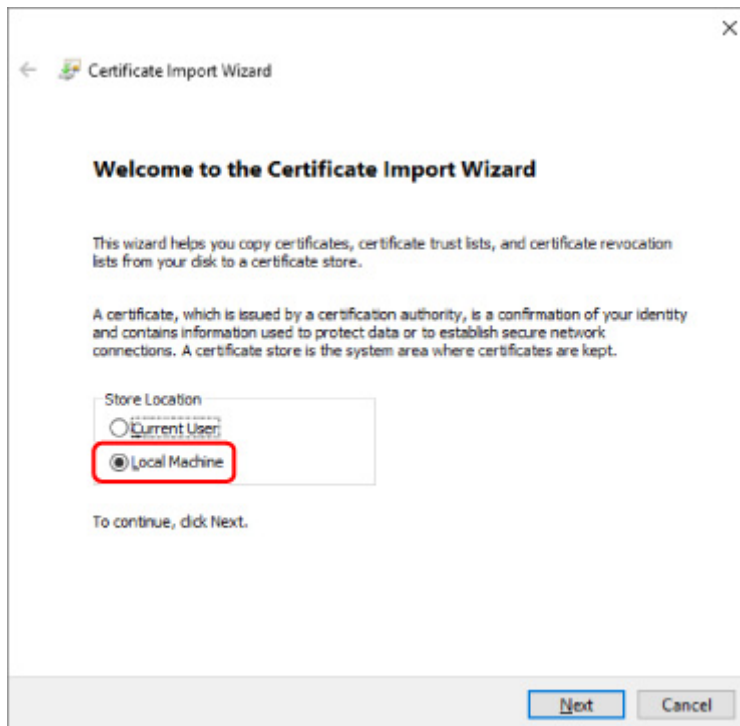 Certificate Import Wizard
Welcome to the Certificate Import Wizard
This wizard helps you copy certificates, certificate trust lists, and certificate revocation
lists from your disk to a certificate store.
A certificate, which is issued by a certification authority, is a confirmation of your identity
and contains information used to protect data or to establish secure network
connections. A certificate store is the system area where certificates are kept.
Store Location
Current User
Local Machine
To continue, click Next.
Next Cancel